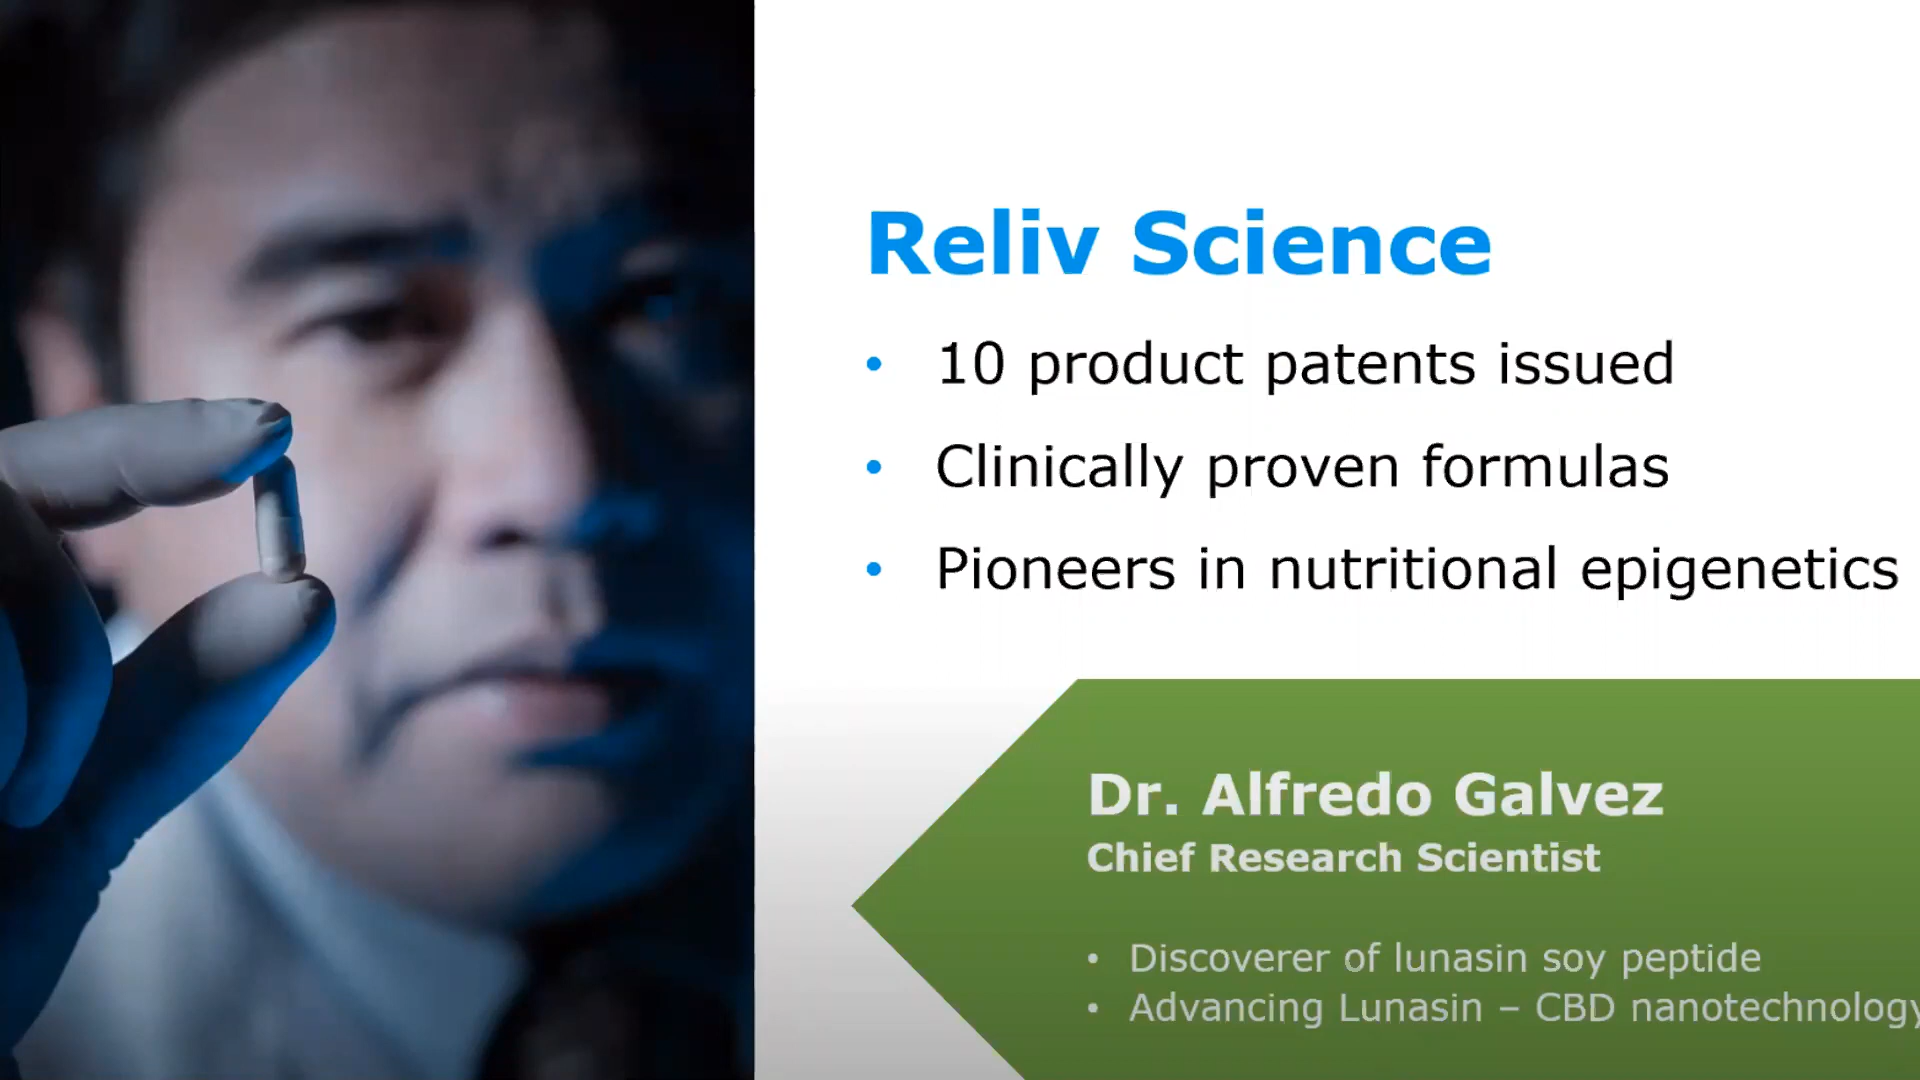 Reliv Science
• 10 product patents issued
• Clinically proven formulas
• Pioneers in nutritional epigenetics
Dr. Alfredo Galvez
Chief Research Scientist
• Discoverer of lunasin soy peptide
• Advancing Lunasin – CBD nanotechnology